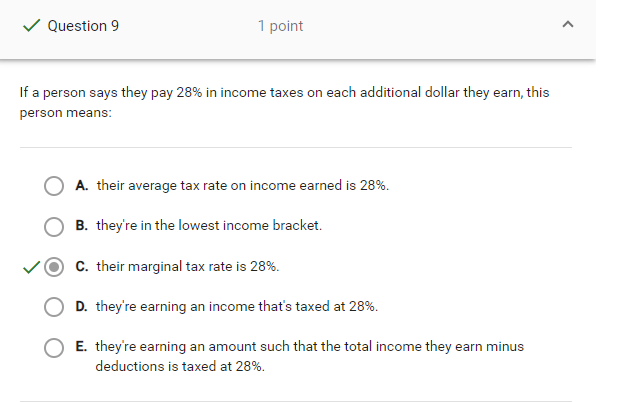 Question 9 1 point
If a person says they pay 28% in income taxes on each additional dollar they earn, this
person means:
A. their average tax rate on income earned is 28%.
B. they're in the lowest income bracket.
C. their marginal tax rate is 28%.
D. they're earning an income that's taxed at 28%.
E. they're earning an amount such that the total income they earn minus
deductions is taxed at 28%.